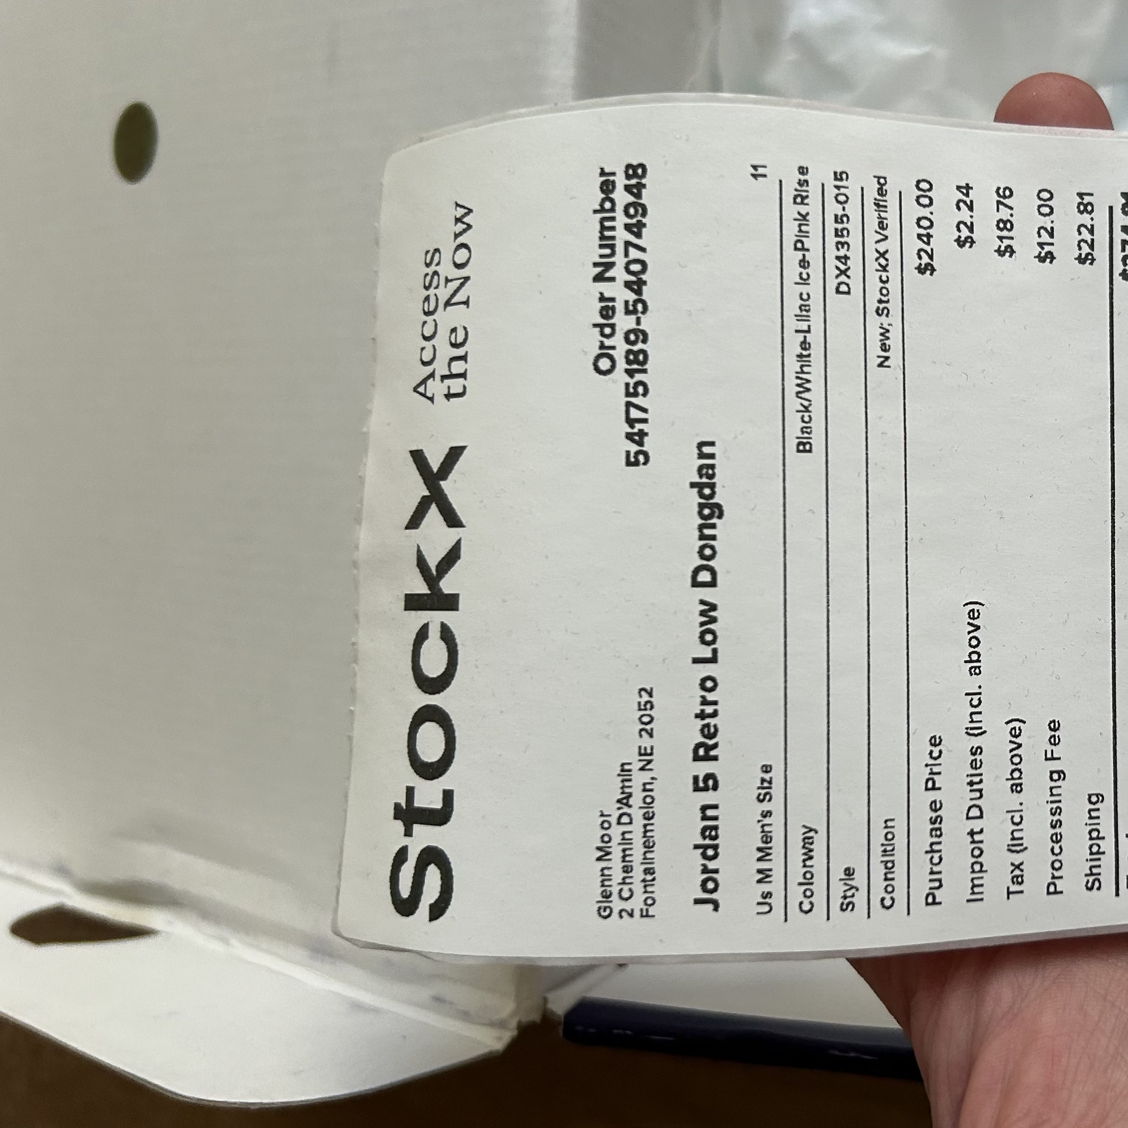 StockX Access
the Now
Glenn Moor
2 Chemin D'Amin
Fontainemelon, NE 2052
Order Number
54175189-54074948
Jordan 5 Retro Low Dongdan
Us M Men's Size 11
Colorway Black/White-Lilac Ice-Pink Rise
Style DX4355-015
Condition New; StockX Verified
Purchase Price $240.00
Import Duties (incl. above) $2.24
Tax (incl. above) $18.76
Processing Fee $12.00
Shipping $22.81